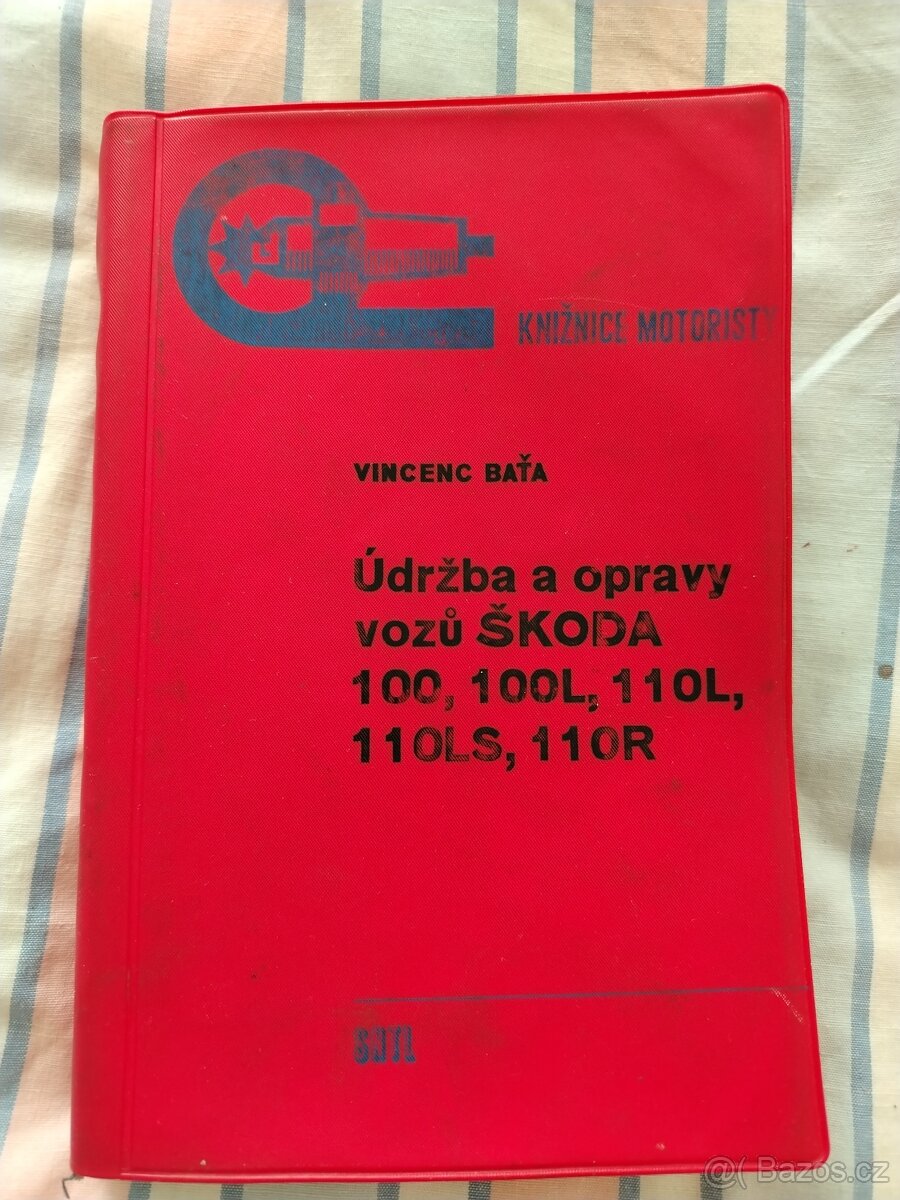 KNIŽNICE MOTORISTY
VINCENC BAŤA
Údržba a opravy
vozů ŠKODA
100, 100L, 110L,
110LS, 110R
SNTL
@( Bazos.cz